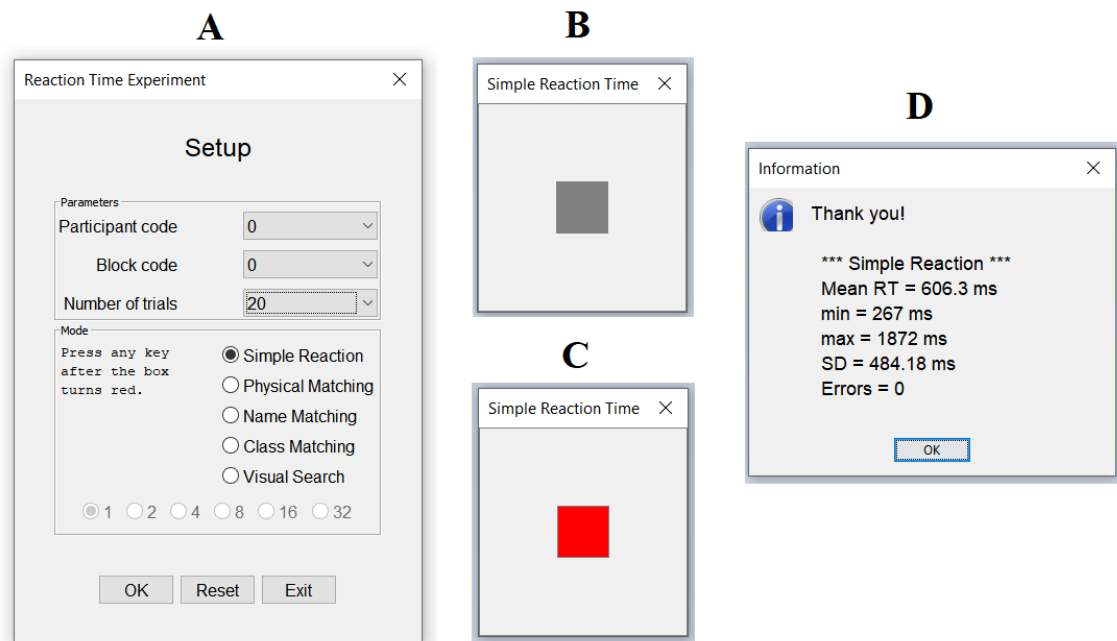 A
Reaction Time Experiment
Setup
Parameters
Participant code 0
Block code 0
Number of trials 20
Mode
Press any key
after the box
turns red.
Simple Reaction
Physical Matching
Name Matching
Class Matching
Visual Search
1 2 4 8 16 32
OK Reset Exit
B
Simple Reaction Time
C
Simple Reaction Time
D
Information
Thank you!
*** Simple Reaction ***
Mean RT = 606.3 ms
min = 267 ms
max = 1872 ms
SD = 484.18 ms
Errors = 0
OK